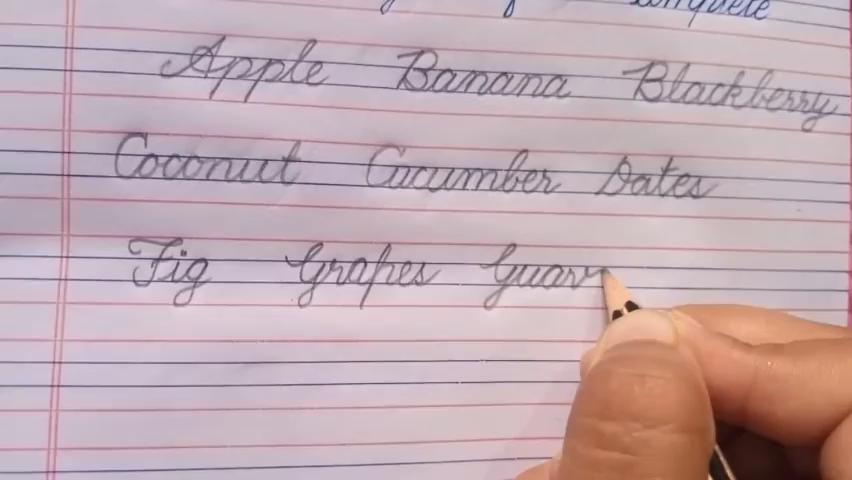 Apple Banana Blackberry
Coconut Cucumber Dates
Fig Grapes Guav